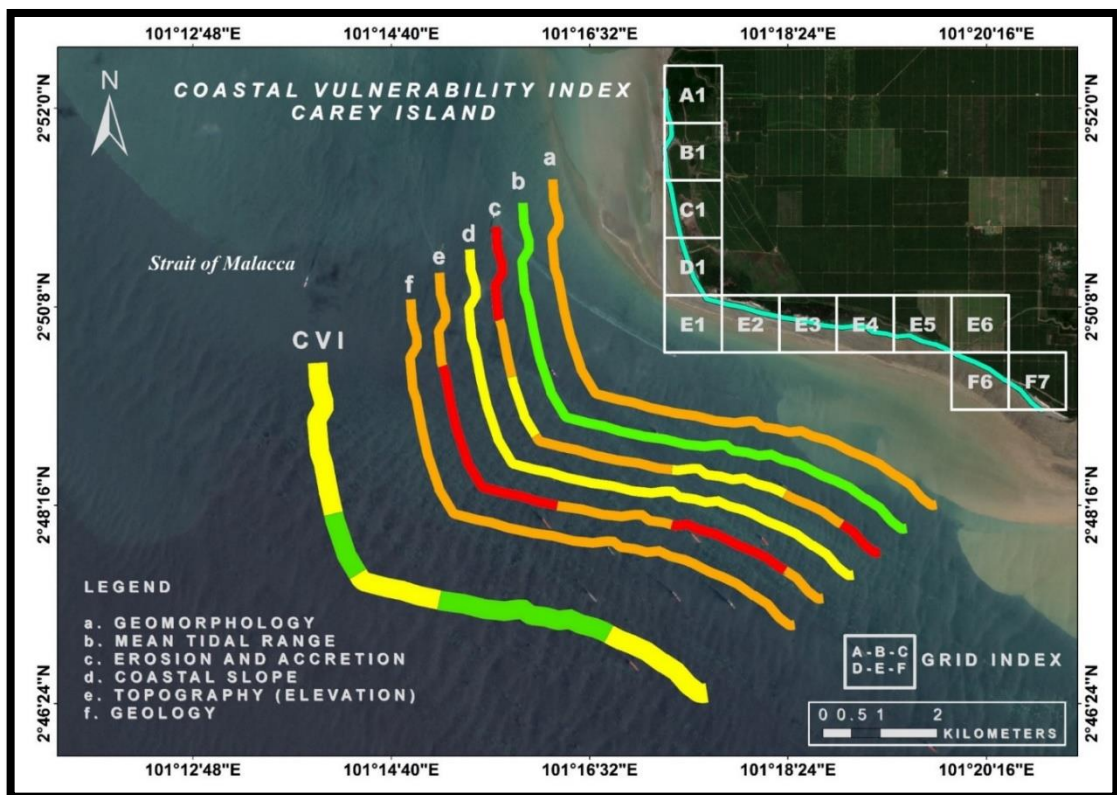 101°12'48"E 101°14'40"E 101°16'32"E 101°18'24"E 101°20'16"E
N
COASTAL VULNERABILITY INDEX
CAREY ISLAND
2°52'0"N
2°52'0"N
A1
B1
a
b
C1
c
d
D1
e
Strait of Malacca
f
2°50'8"N
2°50'8"N
E1 E2 E3 E4 E5 E6
CVI
F6 F7
2°48'16"N
2°48'16"N
LEGEND
a. GEOMORPHOLOGY
b. MEAN TIDAL RANGE
c. EROSION AND ACCRETION
d. COASTAL SLOPE
e. TOPOGRAPHY (ELEVATION)
f. GEOLOGY
A-B-C
D-E-F
GRID INDEX
2°46'24"N
2°46'24"N
0 0.5 1 2
KILOMETERS
101°12'48"E 101°14'40"E 101°16'32"E 101°18'24"E 101°20'16"E